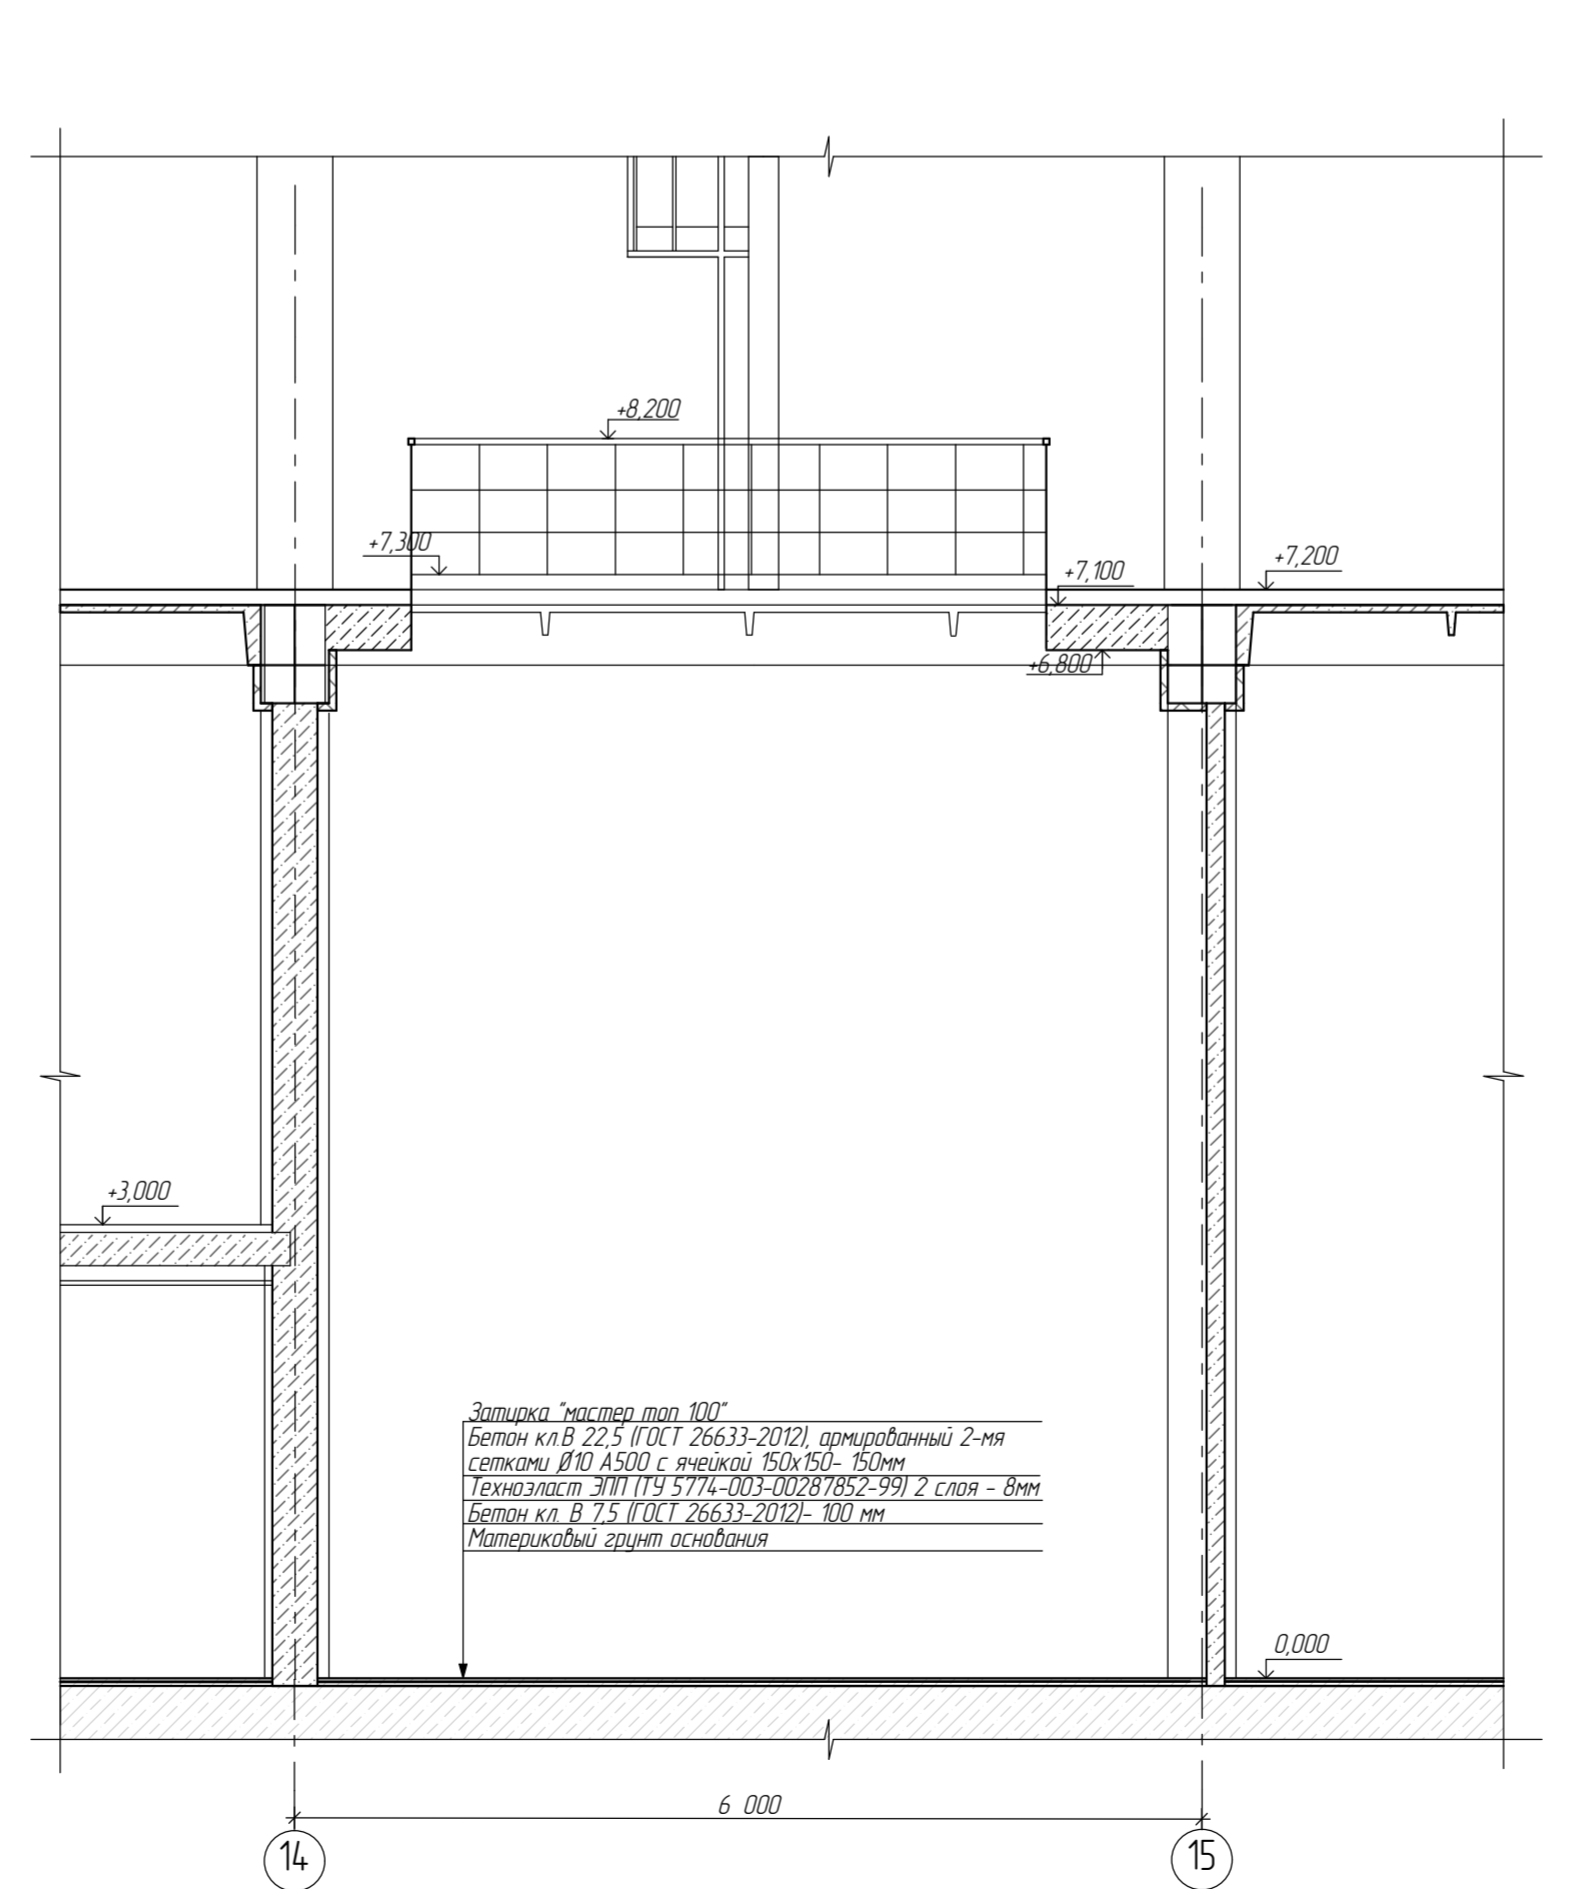 +8,200
+7,300
+7,100
+7,200
+6,800
+3,000
Затирка "мастер топ 100"
Бетон кл.В 22,5 (ГОСТ 26633-2012), армированный 2-мя
сетками Ø10 А500 с ячейкой 150х150- 150мм
Техноэласт ЭПП (ТУ 5774-003-00287852-99) 2 слоя - 8мм
Бетон кл. В 7,5 (ГОСТ 26633-2012)- 100 мм
Материковый грунт основания
0,000
6 000
14
15